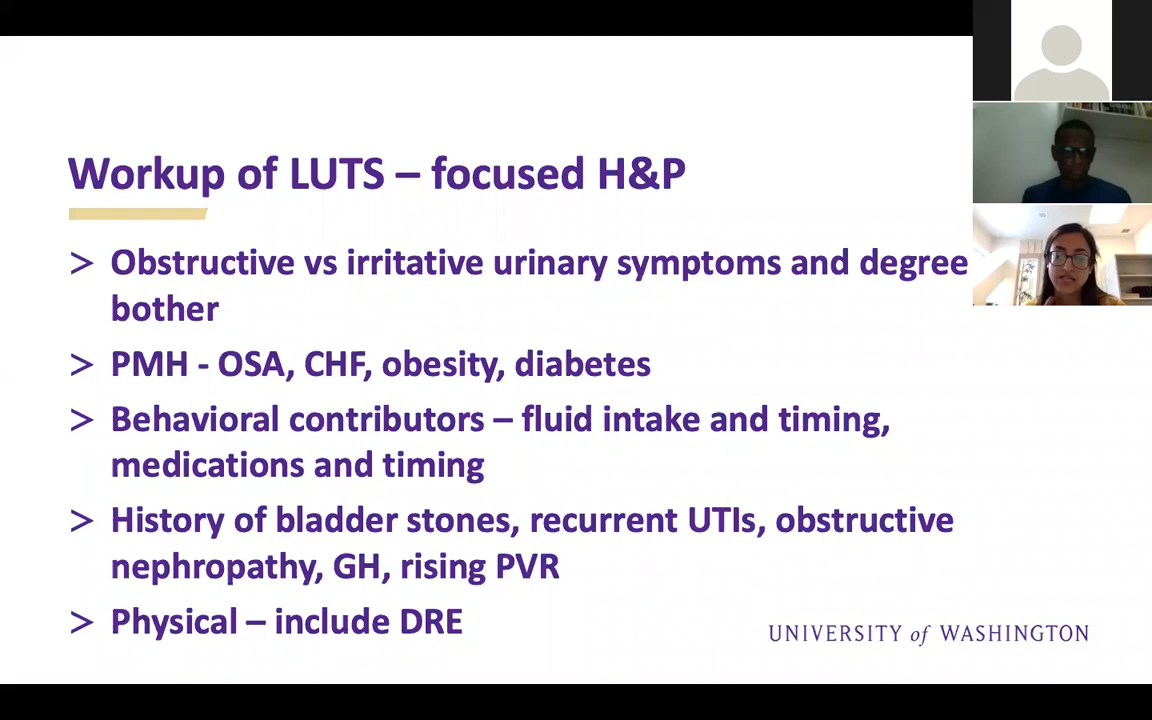 Workup of LUTS – focused H&P
> Obstructive vs irritative urinary symptoms and degree
bother
> PMH - OSA, CHF, obesity, diabetes
> Behavioral contributors – fluid intake and timing,
medications and timing
> History of bladder stones, recurrent UTIs, obstructive
nephropathy, GH, rising PVR
> Physical – include DRE
UNIVERSITY of WASHINGTON